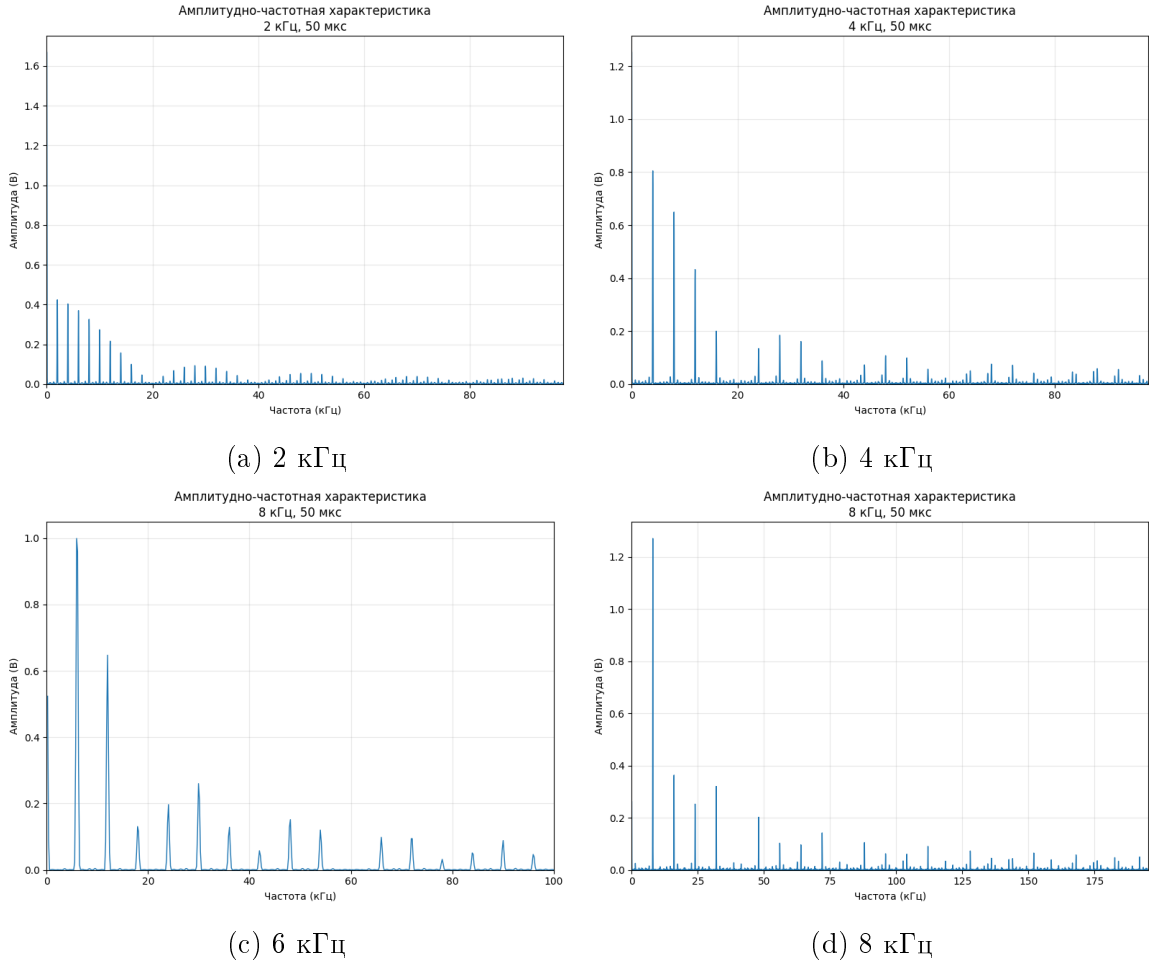 Амплитудно-частотная характеристика
2 кГц, 50 мкс
1.6
1.4
1.2
1.0
0.8
0.6
0.4
0.2
0.0
Амплитуда (В)
0 20 40 60 80
Частота (кГц)
(a) 2 кГц
Амплитудно-частотная характеристика
4 кГц, 50 мкс
1.2
1.0
0.8
0.6
0.4
0.2
0.0
Амплитуда (В)
0 20 40 60 80
Частота (кГц)
(b) 4 кГц
Амплитудно-частотная характеристика
8 кГц, 50 мкс
1.0
0.8
0.6
0.4
0.2
0.0
Амплитуда (В)
0 20 40 60 80 100
Частота (кГц)
(c) 6 кГц
Амплитудно-частотная характеристика
8 кГц, 50 мкс
1.2
1.0
0.8
0.6
0.4
0.2
0.0
Амплитуда (В)
0 25 50 75 100 125 150 175
Частота (кГц)
(d) 8 кГц